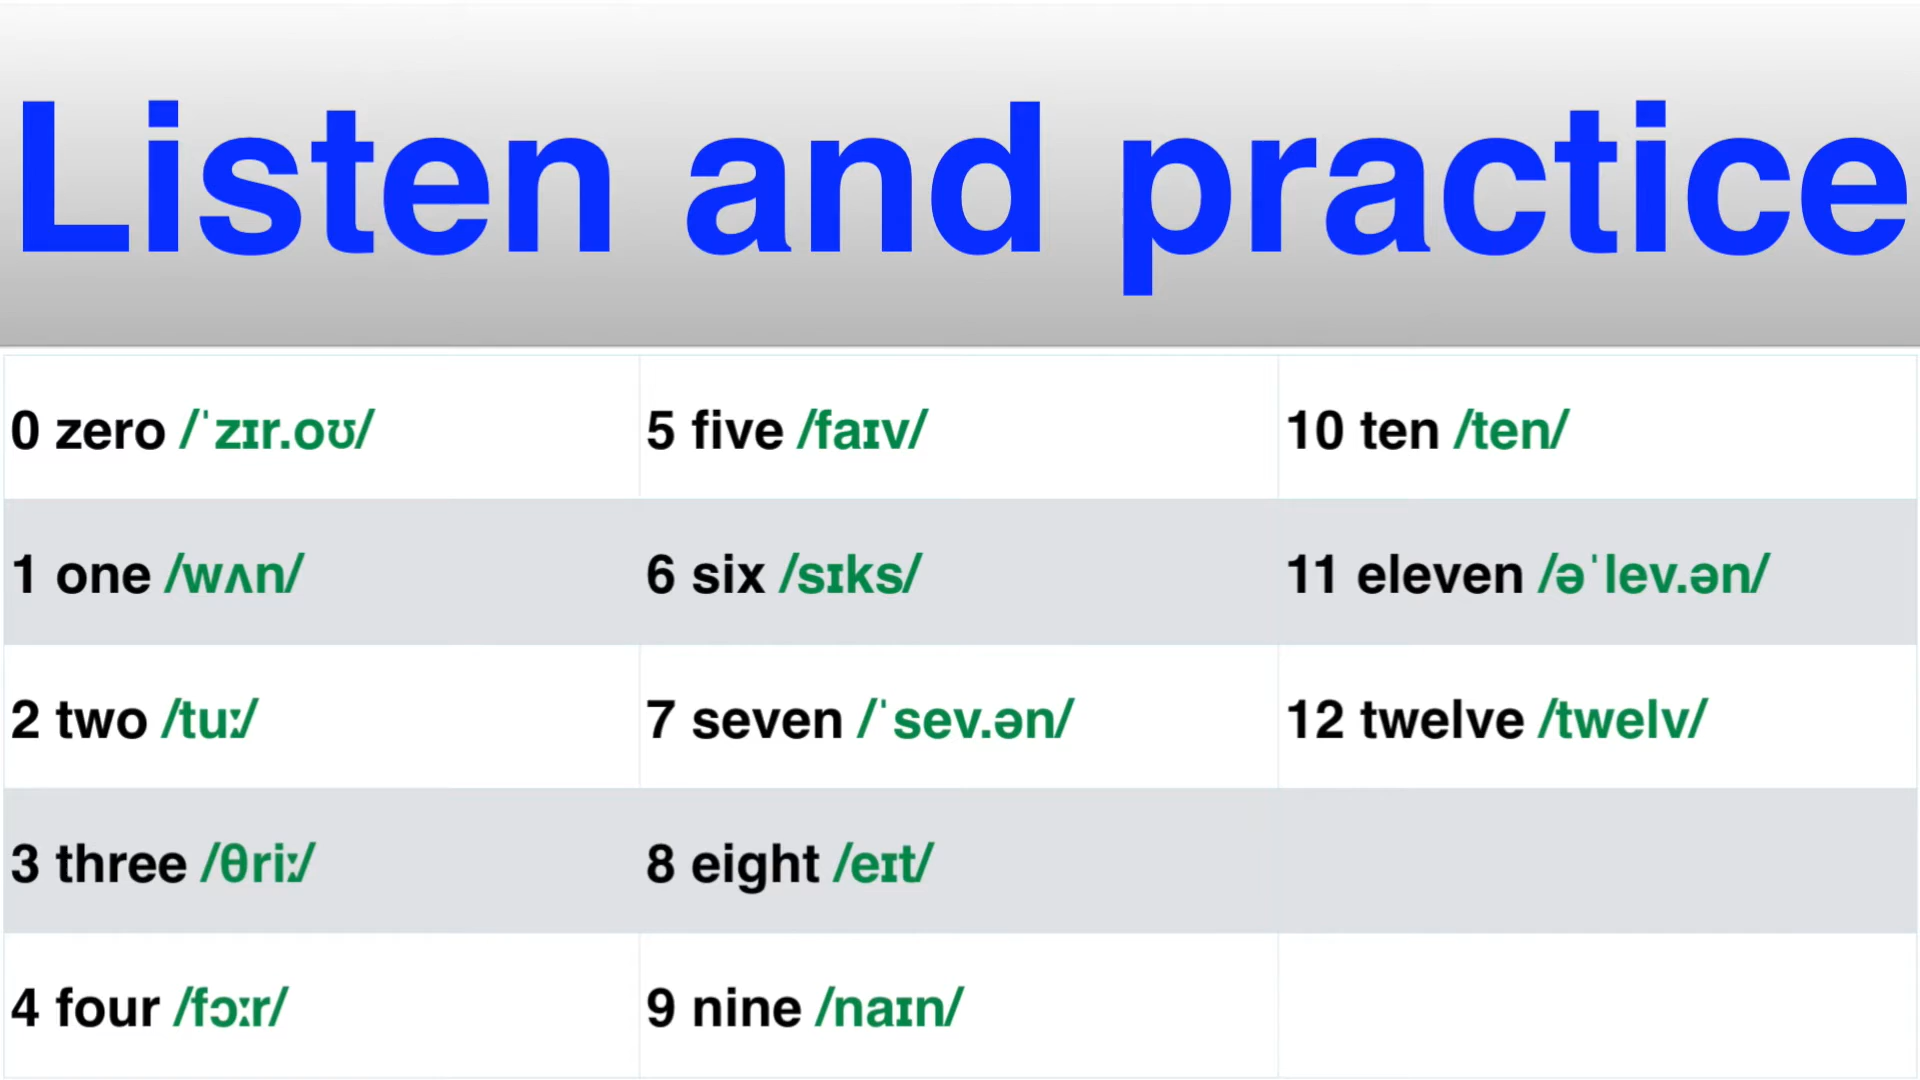 Listen and practice
0 zero /ˈzɪr.oʊ/
5 five /faɪv/
10 ten /ten/
1 one /wʌn/
6 six /sɪks/
11 eleven /əˈlev.ən/
2 two /tuː/
7 seven /ˈsev.ən/
12 twelve /twelv/
3 three /θriː/
8 eight /eɪt/
4 four /fɔːr/
9 nine /naɪn/